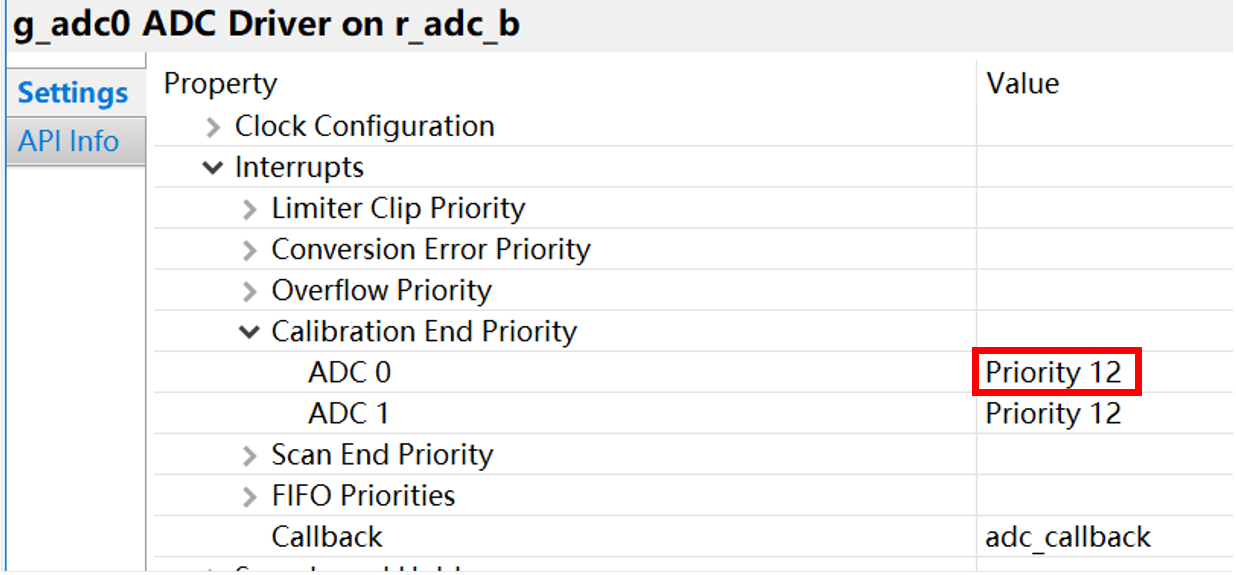 g_adc0 ADC Driver on r_adc_b
Settings
API Info
Property Value
Clock Configuration
Interrupts
Limiter Clip Priority
Conversion Error Priority
Overflow Priority
Calibration End Priority
ADC 0 Priority 12
ADC 1 Priority 12
Scan End Priority
FIFO Priorities
Callback adc_callback